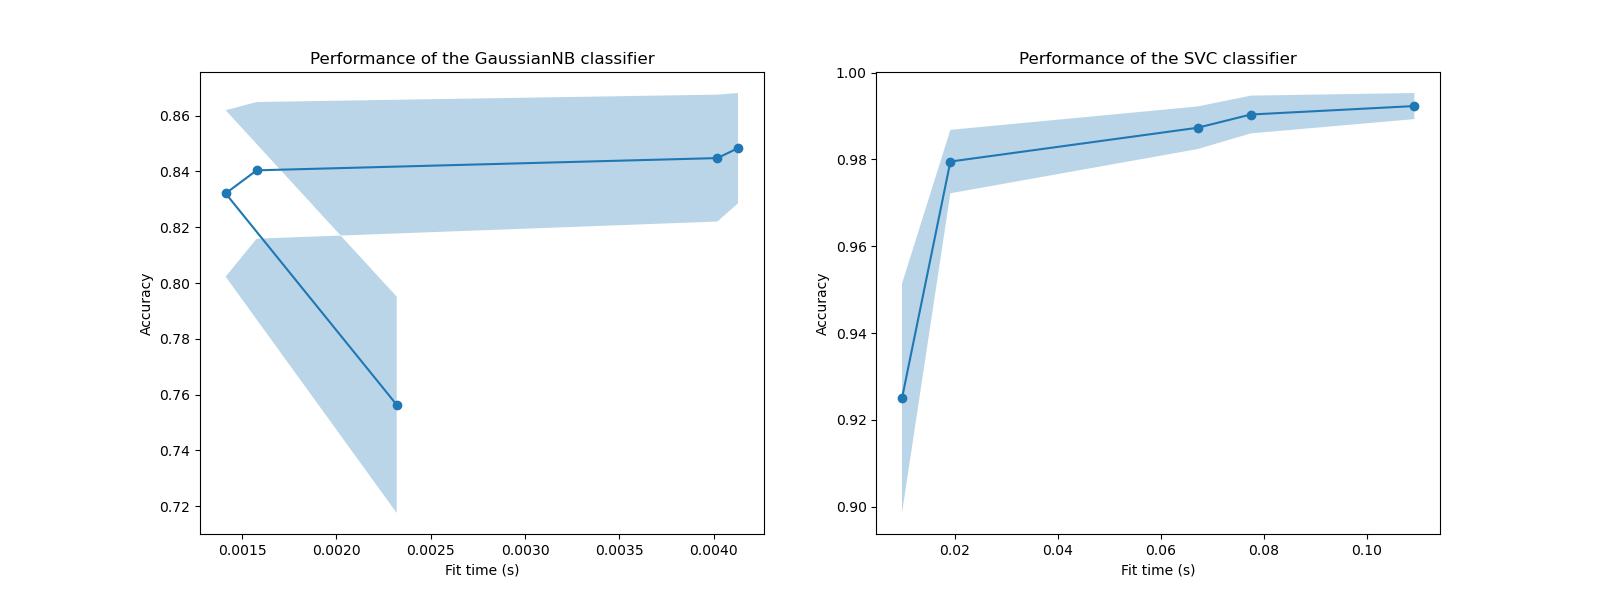 Performance of the GaussianNB classifier
0.86
0.84
0.82
0.80
0.78
0.76
0.74
0.72
Accuracy
0.0015 0.0020 0.0025 0.0030 0.0035 0.0040
Fit time (s)
Performance of the SVC classifier
1.00
0.98
0.96
0.94
0.92
0.90
Accuracy
0.02 0.04 0.06 0.08 0.10
Fit time (s)